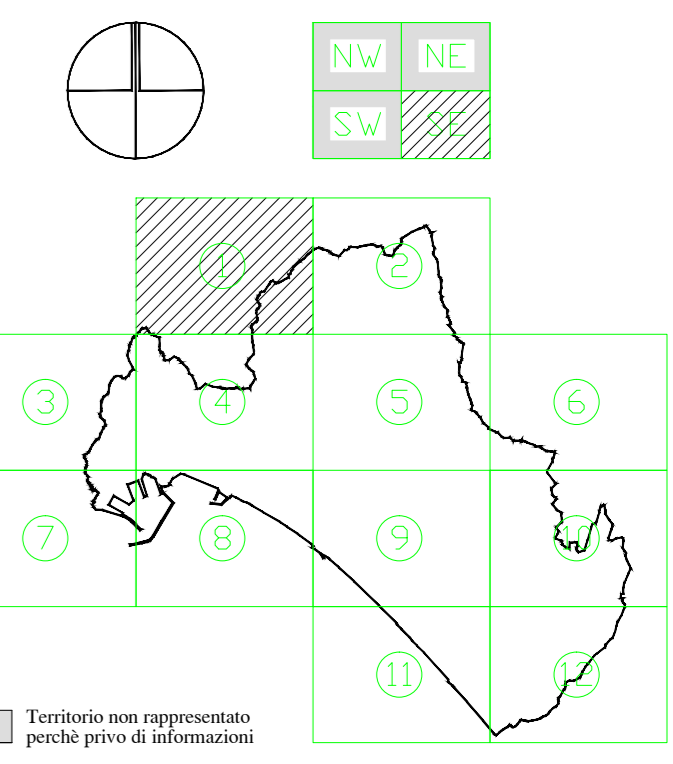 NW NE
SW SE
1 2
3 4 5 6
7 8 9 10
11 12
Territorio non rappresentato
perchè privo di informazioni